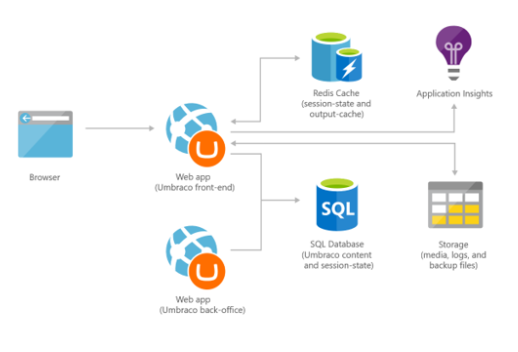 Redis Cache
(session-state and
output-cache)
Application Insights
Browser
Web app
(Umbraco front-end)
SQL
SQL Database
(Umbraco content
and session-state)
Storage
(media, logs, and
backup files)
Web app
(Umbraco back-office)